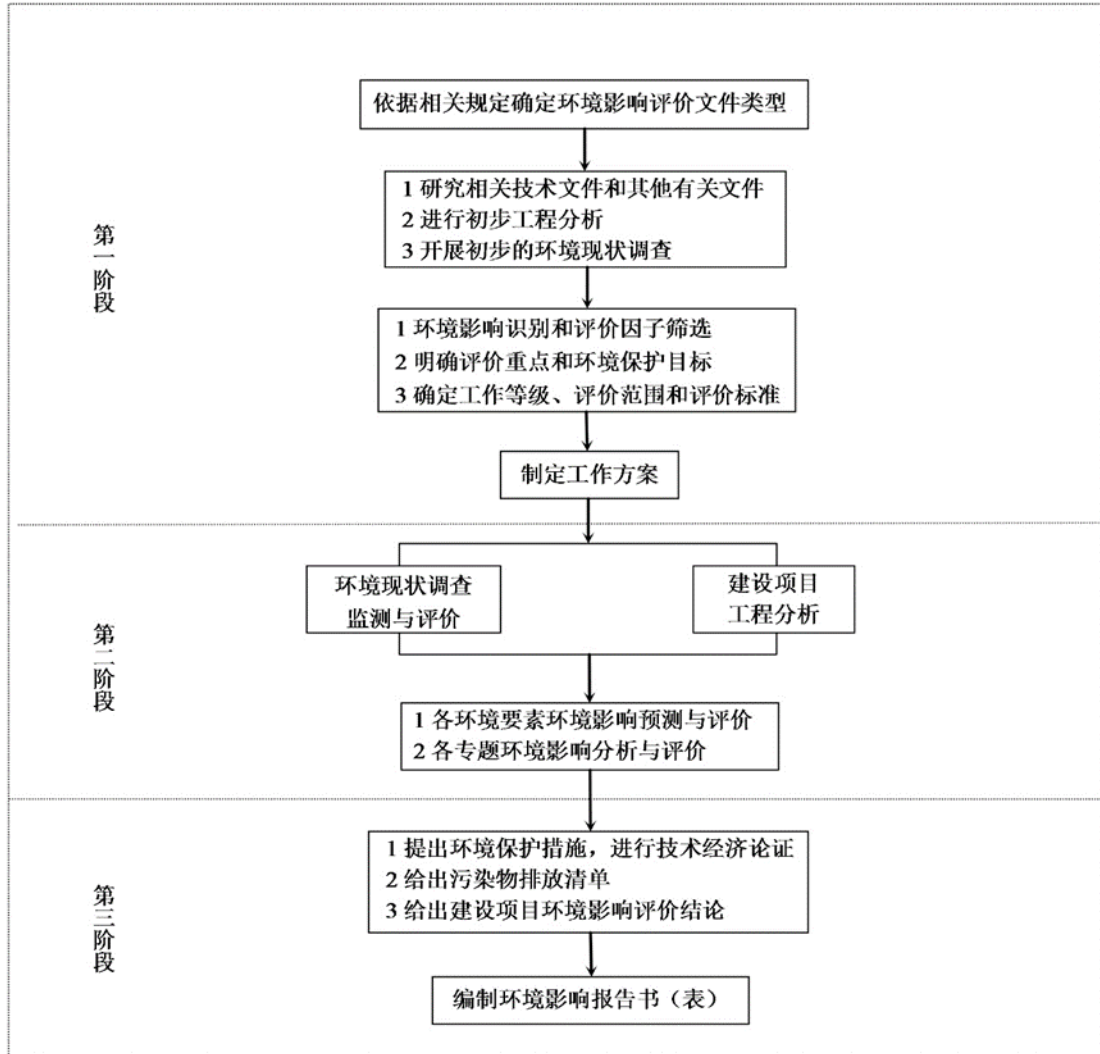 依据相关规定确定环境影响评价文件类型
第一阶段
1 研究相关技术文件和其他有关文件
2 进行初步工程分析
3 开展初步的环境现状调查
1 环境影响识别和评价因子筛选
2 明确评价重点和环境保护目标
3 确定工作等级、评价范围和评价标准
制定工作方案
第二阶段
环境现状调查
监测与评价
建设项目
工程分析
1 各环境要素环境影响预测与评价
2 各专题环境影响分析与评价
第三阶段
1 提出环境保护措施，进行技术经济论证
2 给出污染物排放清单
3 给出建设项目环境影响评价结论
编制环境影响报告书（表）